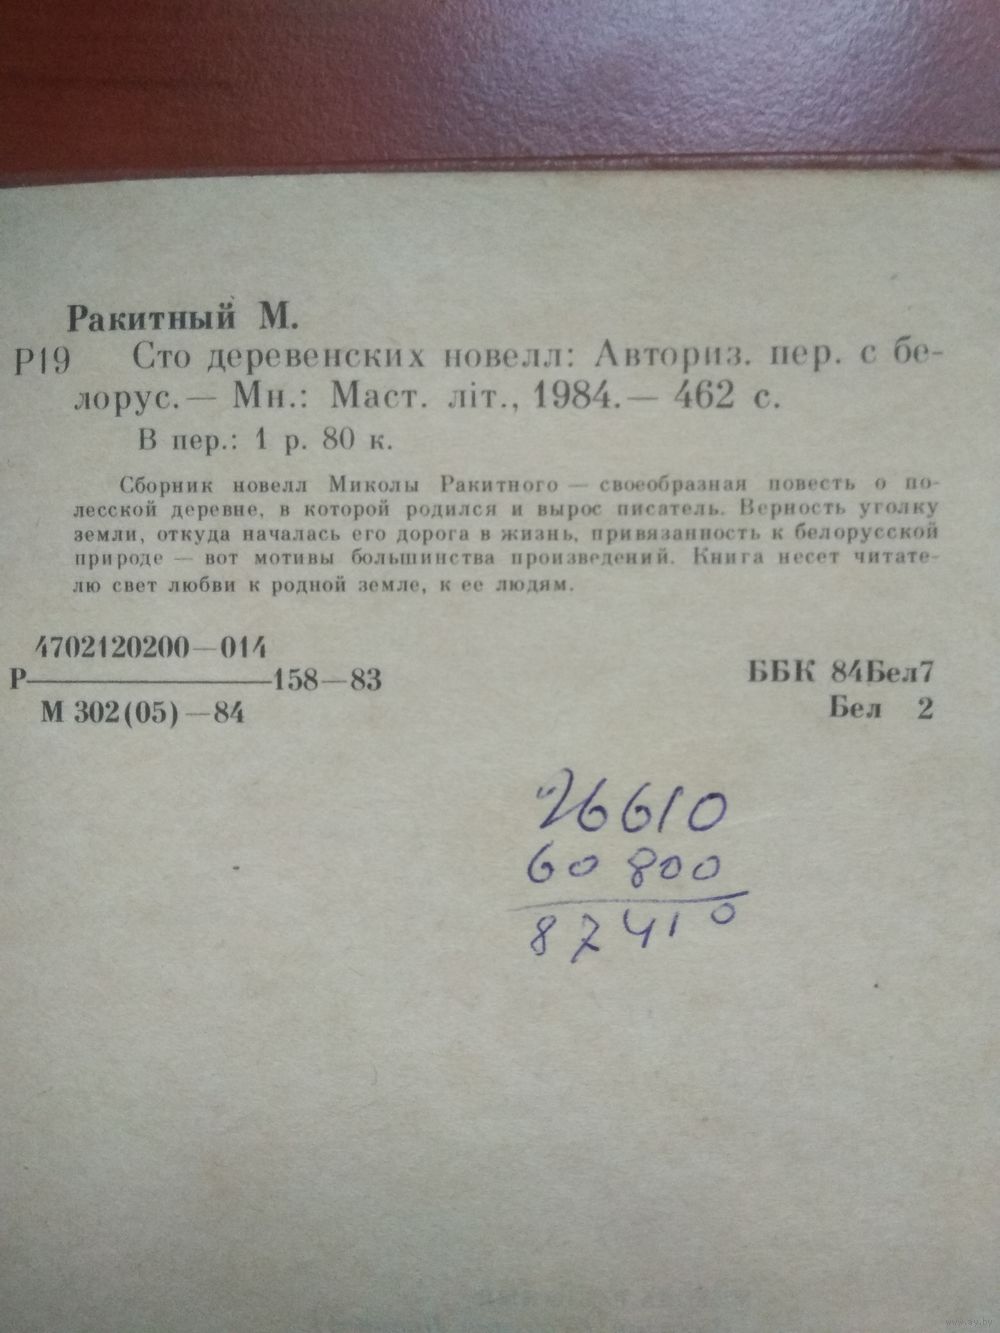 Ракитный М.
Р19 Сто деревенских новелл: Авториз. пер. с бе-
лорус.— Мн.: Маст. літ., 1984.— 462 с.
В пер.: 1 р. 80 к.
Сборник новелл Миколы Ракитного — своеобразная повесть о по-
лесской деревне, в которой родился и вырос писатель. Верность уголку
земли, откуда началась его дорога в жизнь, привязанность к белорусской
природе — вот мотивы большинства произведений. Книга несет читате-
лю свет любви к родной земле, к ее людям.
4702120200—014
Р————158—83
М 302(05)—84
ББК 84Бел7
Бел 2
26610
60 800
87410
www.ay.by